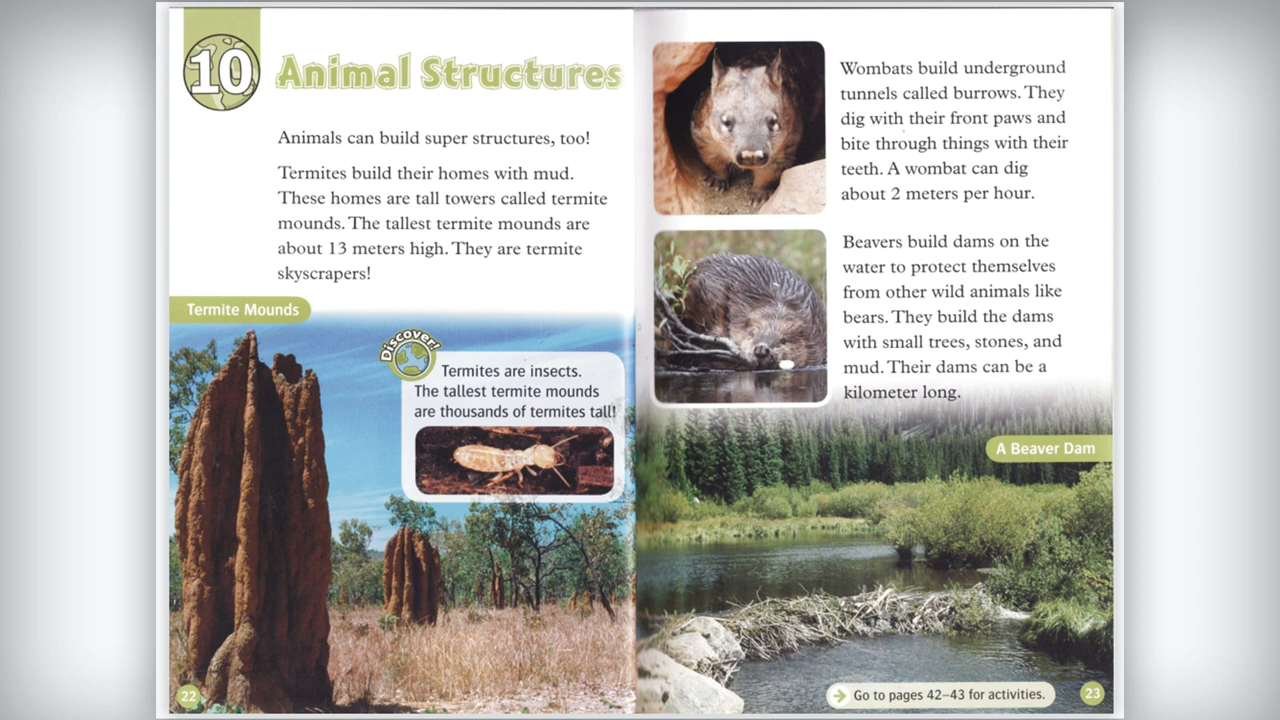 10
Animal Structures
Animals can build super structures, too!
Termites build their homes with mud.
These homes are tall towers called termite
mounds. The tallest termite mounds are
about 13 meters high. They are termite
skyscrapers!
Termite Mounds
Discover!
Termites are insects.
The tallest termite mounds
are thousands of termites tall!
22
Wombats build underground
tunnels called burrows. They
dig with their front paws and
bite through things with their
teeth. A wombat can dig
about 2 meters per hour.
Beavers build dams on the
water to protect themselves
from other wild animals like
bears. They build the dams
with small trees, stones, and
mud. Their dams can be a
kilometer long.
A Beaver Dam
Go to pages 42–43 for activities.
23